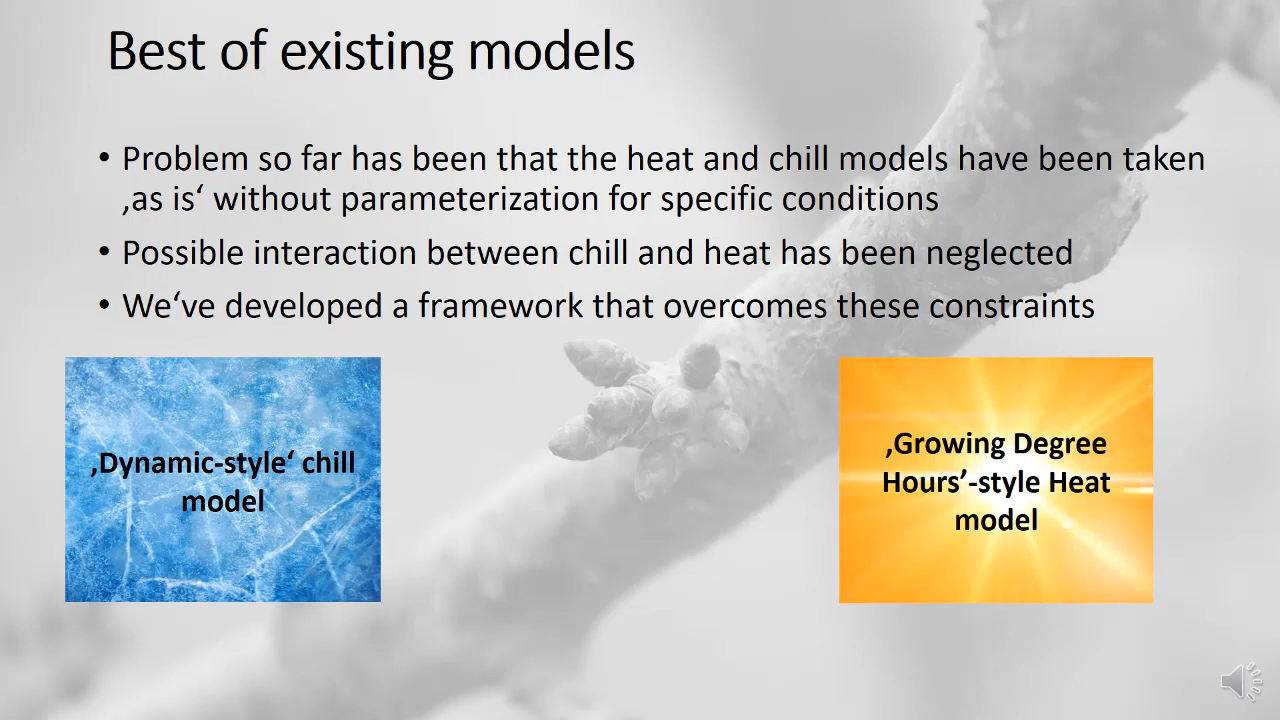 Best of existing models
• Problem so far has been that the heat and chill models have been taken
‚as is‘ without parameterization for specific conditions
• Possible interaction between chill and heat has been neglected
• We‘ve developed a framework that overcomes these constraints
‚Dynamic-style‘ chill
model
‚Growing Degree
Hours’-style Heat
model